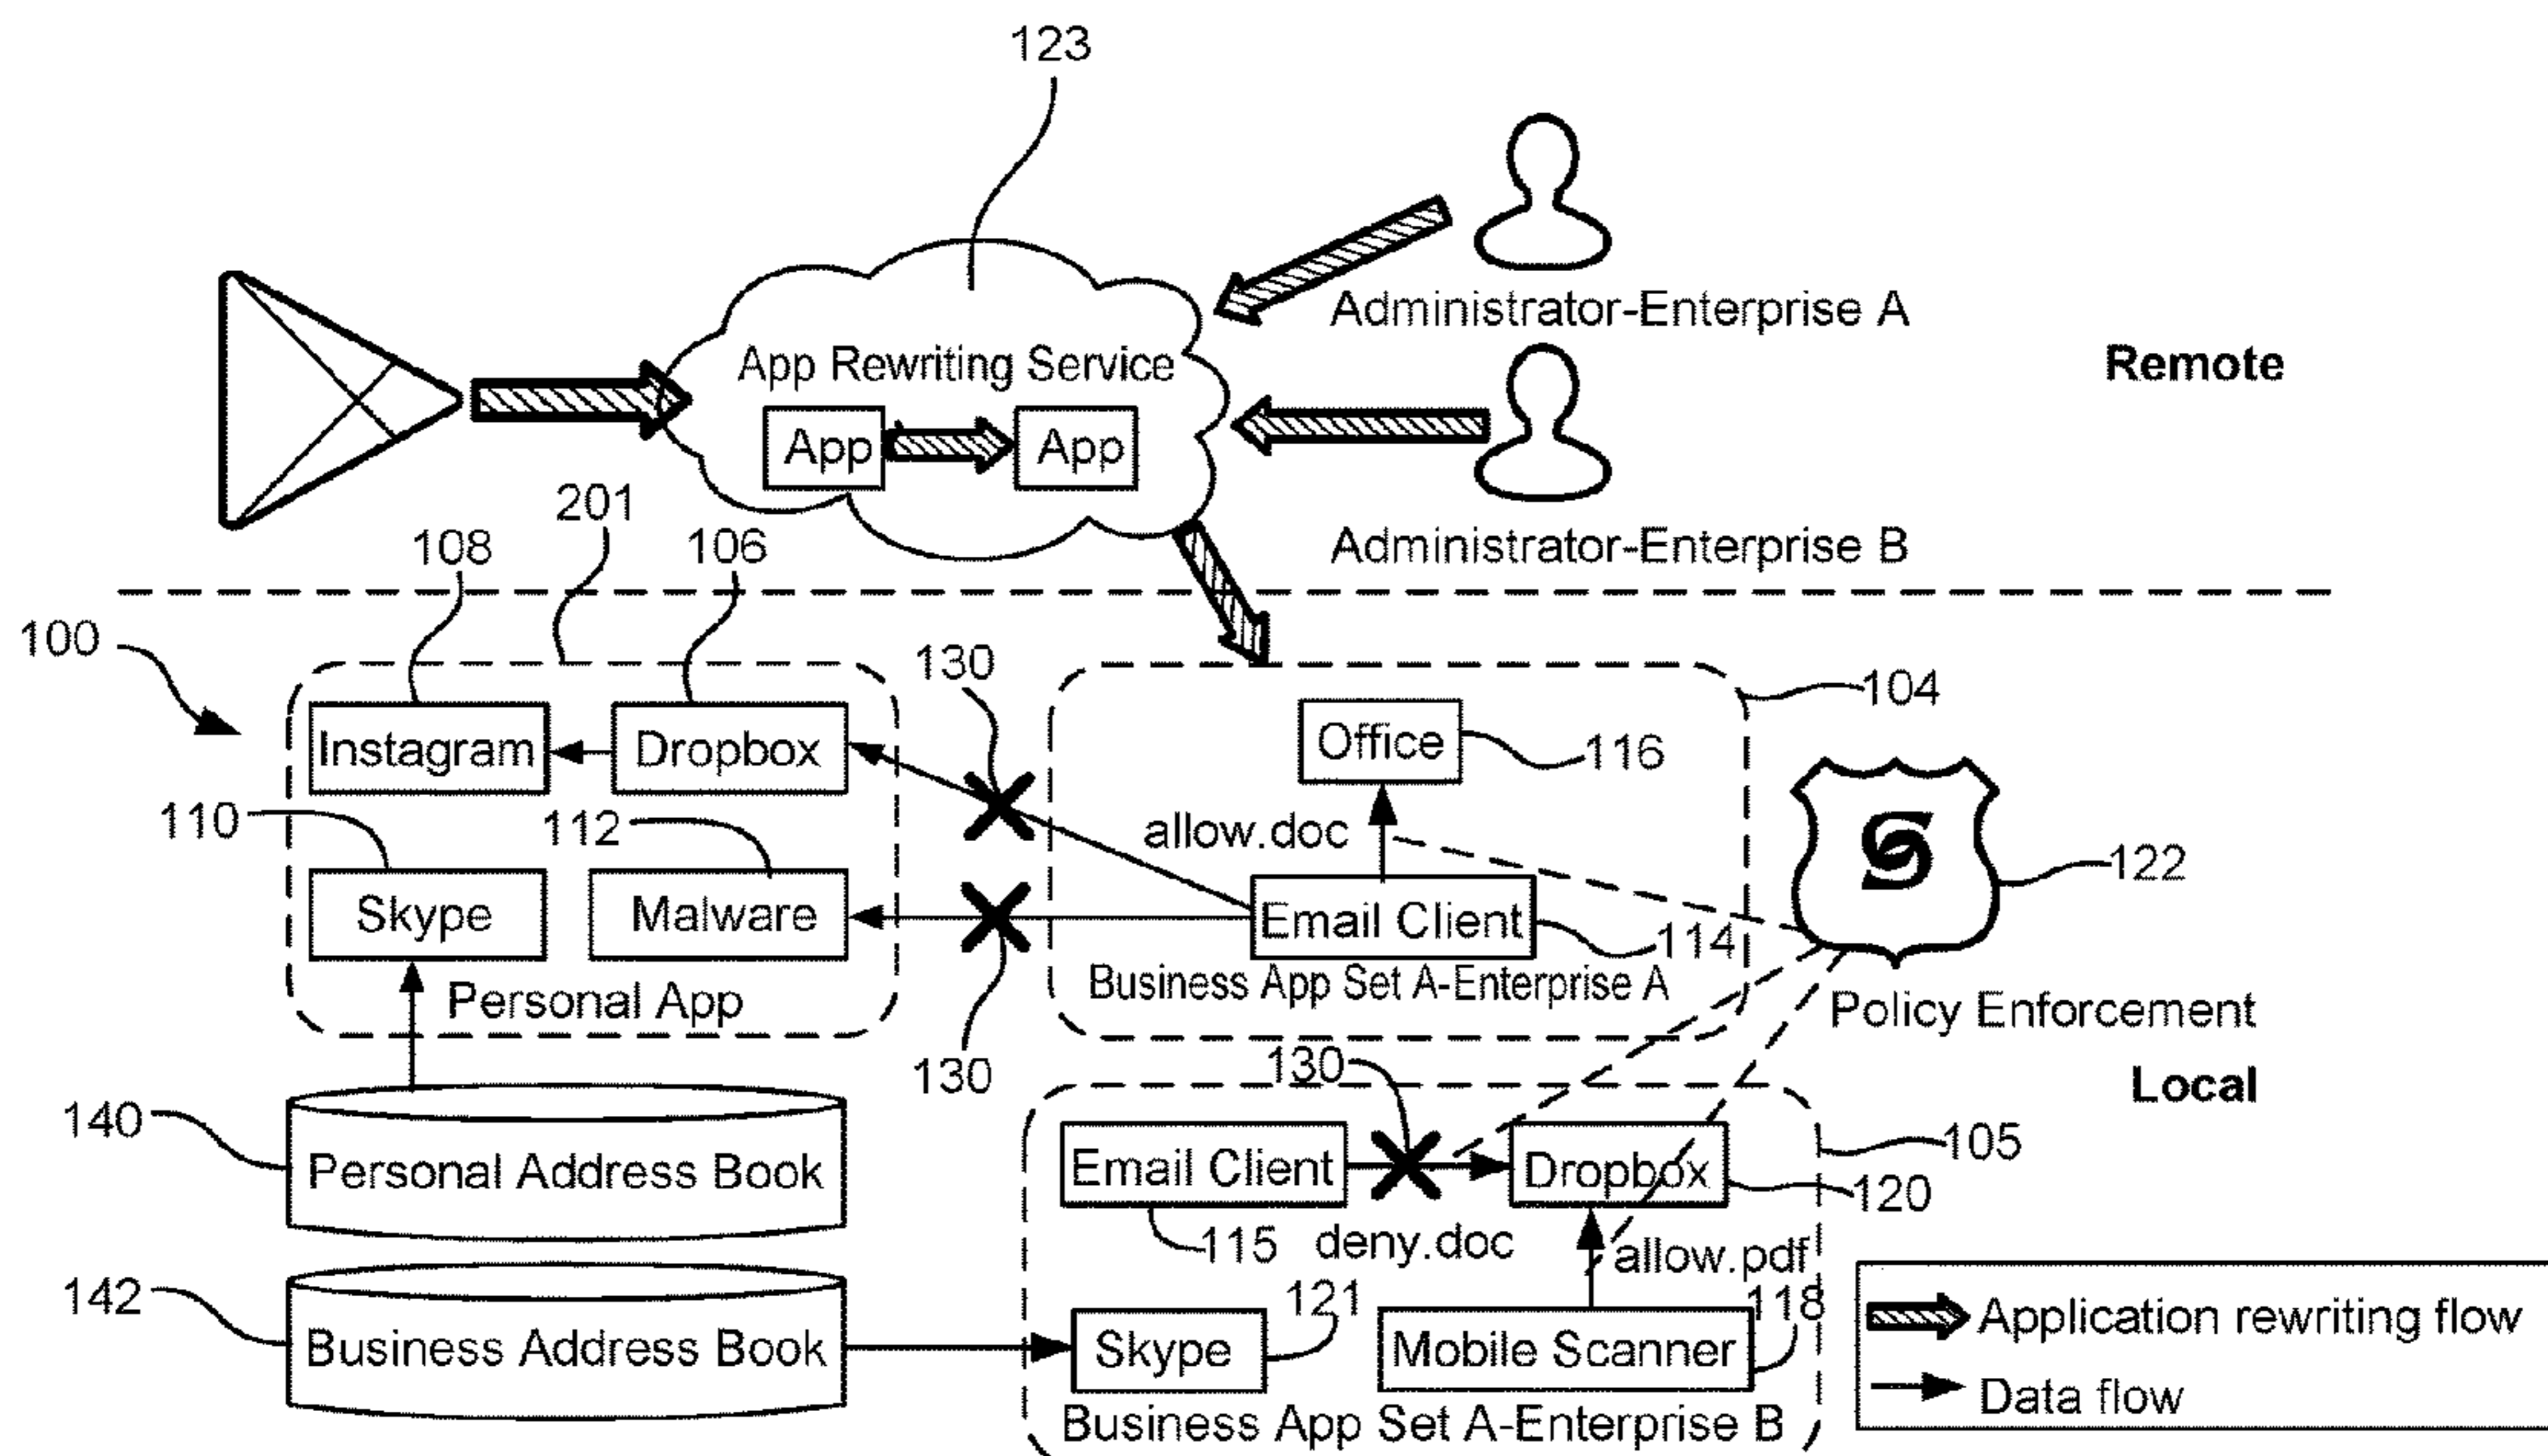 123
Administrator-Enterprise A
Remote
App Rewriting Service
App
App
Administrator-Enterprise B
201
108
106
100
130
104
Instagram
Dropbox
Office
116
110
112
allow.doc
122
Skype
Malware
Email Client
114
Personal App
Business App Set A-Enterprise A
Policy Enforcement
130
130
Local
140
Personal Address Book
Email Client
Dropbox
105
120
115
deny.doc
allow.pdf
142
Business Address Book
121
118
Skype
Mobile Scanner
Business App Set A-Enterprise B
Application rewriting flow
Data flow